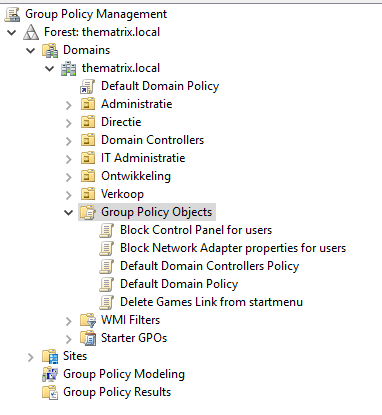 Group Policy Management
Forest: thematrix.local
Domains
thematrix.local
Default Domain Policy
Administratie
Directie
Domain Controllers
IT Administratie
Ontwikkeling
Verkoop
Group Policy Objects
Block Control Panel for users
Block Network Adapter properties for users
Default Domain Controllers Policy
Default Domain Policy
Delete Games Link from startmenu
WMI Filters
Starter GPOs
Sites
Group Policy Modeling
Group Policy Results